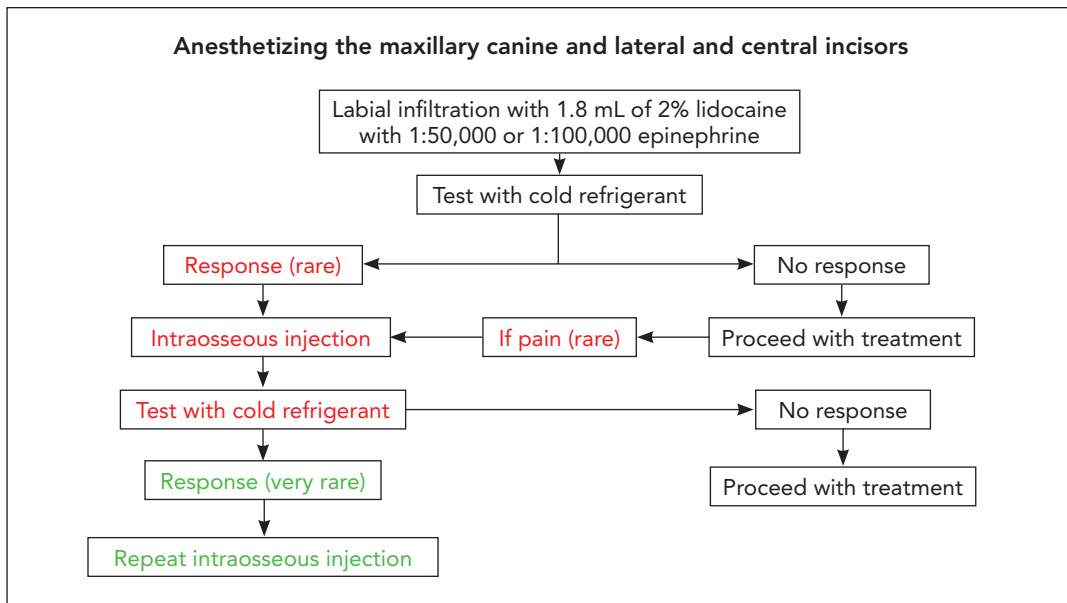 Anesthetizing the maxillary canine and lateral and central incisors
Labial infiltration with 1.8 mL of 2% lidocaine
with 1:50,000 or 1:100,000 epinephrine
Test with cold refrigerant
Response (rare)
No response
Intraosseous injection
If pain (rare)
Proceed with treatment
Test with cold refrigerant
No response
Response (very rare)
Proceed with treatment
Repeat intraosseous injection